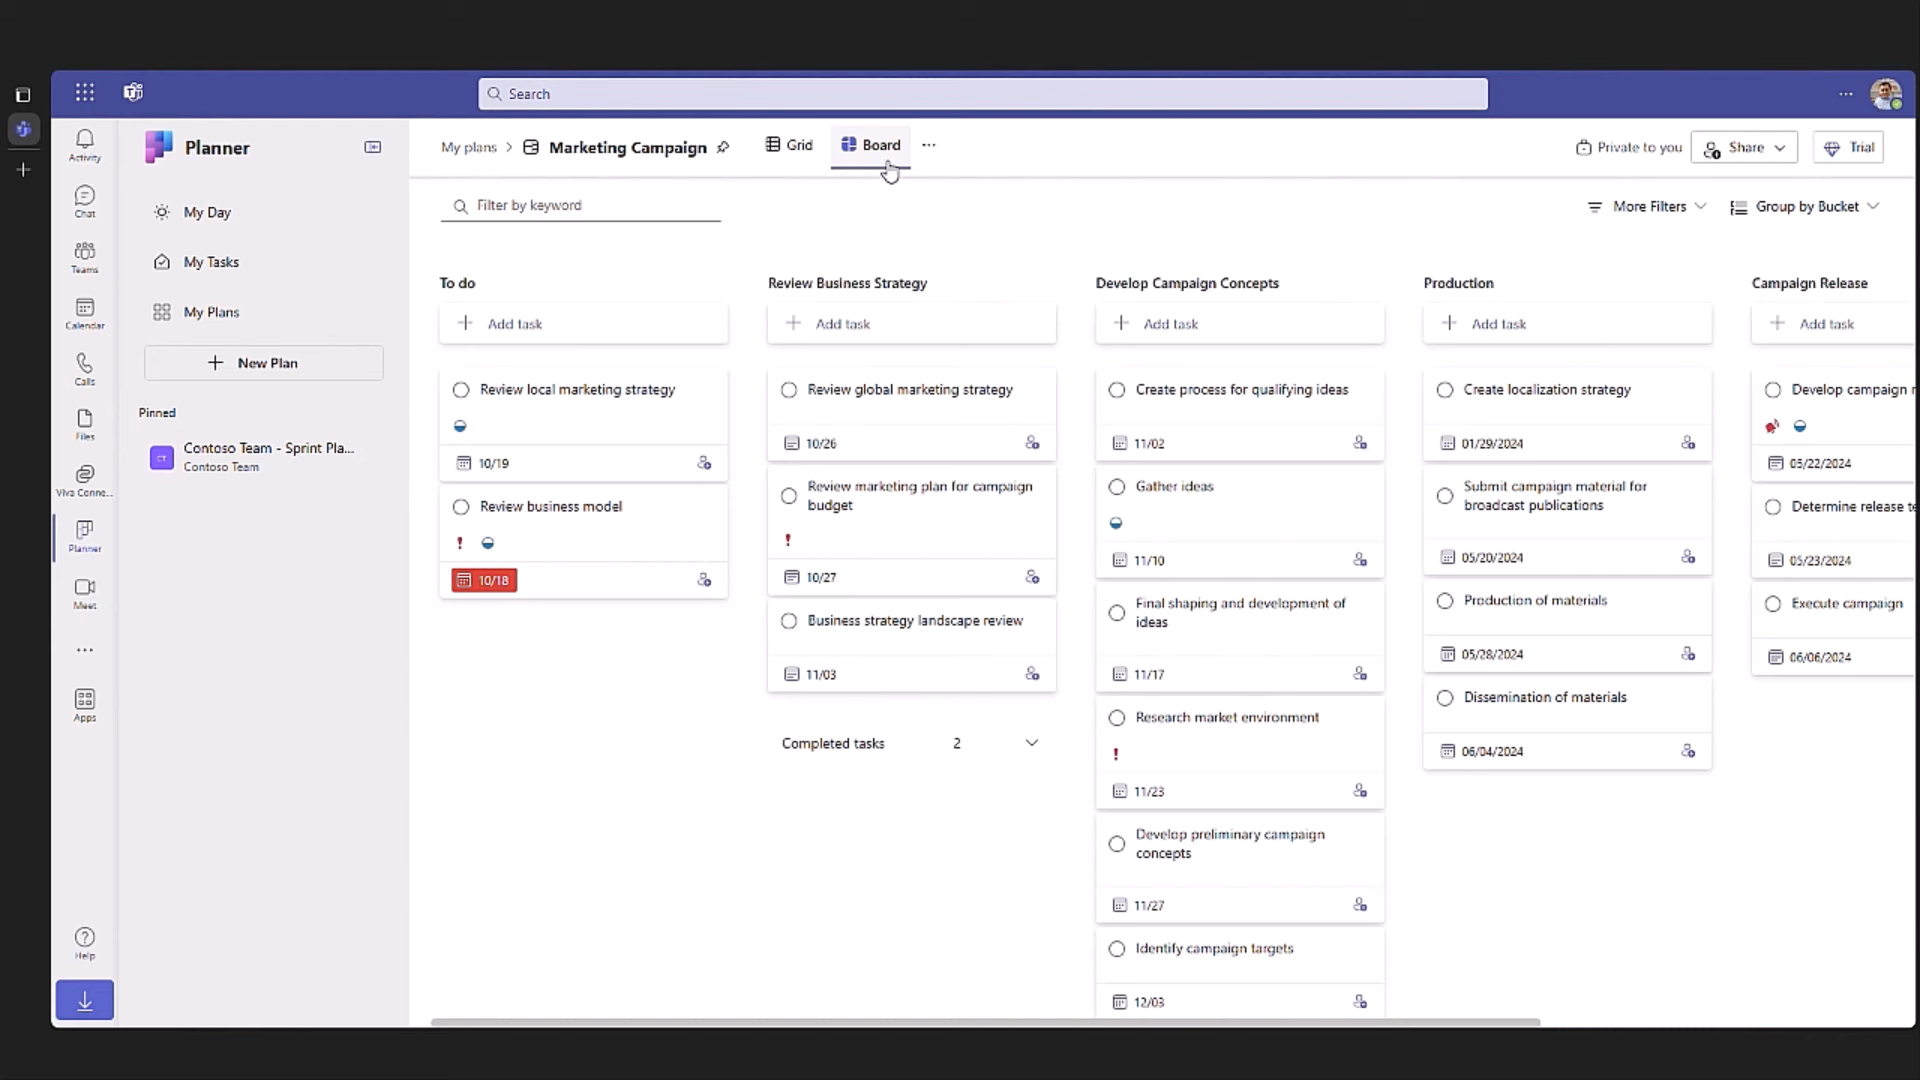 Search
Activity
Chat
Teams
Calendar
Calls
Files
Viva Conne...
Planner
Meet
Apps
Help
Planner
My Day
My Tasks
My Plans
New Plan
Pinned
CT
Contoso Team - Sprint Pla...
Contoso Team
My plans
Marketing Campaign
Grid
Board
Private to you
Share
Trial
Filter by keyword
More Filters
Group by Bucket
To do
Add task
Review local marketing strategy
10/19
Review business model
10/18
Review Business Strategy
Add task
Review global marketing strategy
10/26
Review marketing plan for campaign
budget
10/27
Business strategy landscape review
11/03
Completed tasks 2
Develop Campaign Concepts
Add task
Create process for qualifying ideas
11/02
Gather ideas
11/10
Final shaping and development of
ideas
11/17
Research market environment
11/23
Develop preliminary campaign
concepts
11/27
Identify campaign targets
12/03
Production
Add task
Create localization strategy
01/29/2024
Submit campaign material for
broadcast publications
05/20/2024
Production of materials
05/28/2024
Dissemination of materials
06/04/2024
Campaign Release
Add task
Develop campaign
05/22/2024
Determine release
05/23/2024
Execute campaign
06/06/2024